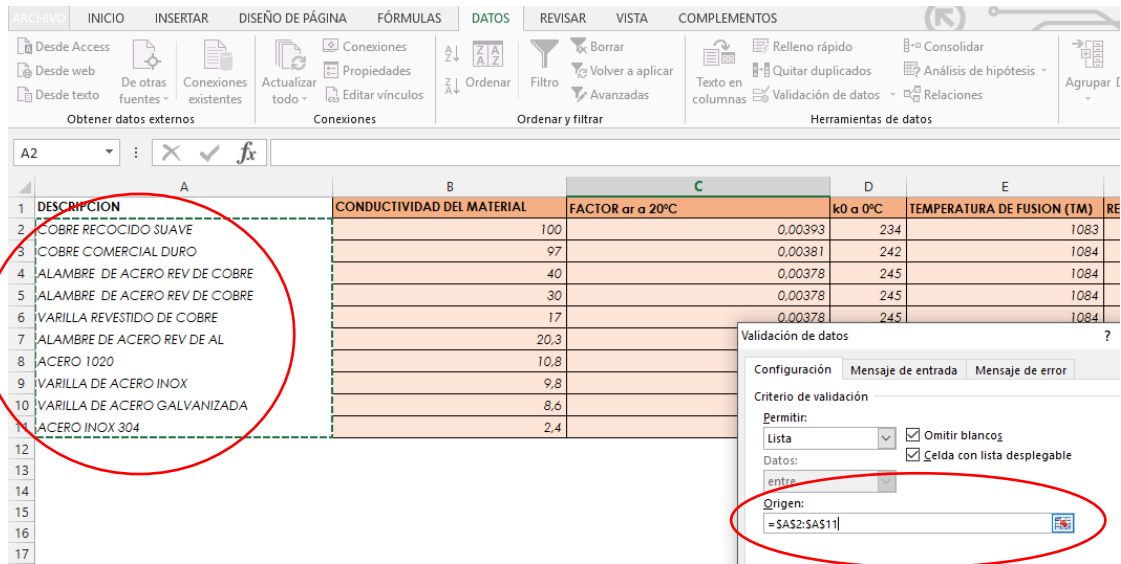 ARCHIVO INICIO INSERTAR DISEÑO DE PÁGINA FÓRMULAS DATOS REVISAR VISTA COMPLEMENTOS
Desde Access
Desde web
Desde texto
De otras fuentes
Conexiones existentes
Obtener datos externos
Actualizar todo
Conexiones
Propiedades
Editar vínculos
Conexiones
Ordenar
Filtro
Borrar
Volver a aplicar
Avanzadas
Ordenar y filtrar
Texto en columnas
Relleno rápido
Quitar duplicados
Validación de datos
Consolidar
Análisis de hipótesis
Relaciones
Herramientas de datos
Agrupar
A2 fx
A B C D E
1 DESCRIPCION CONDUCTIVIDAD DEL MATERIAL FACTOR ar a 20ºC k0 a 0ºC TEMPERATURA DE FUSION (TM) RE
2 COBRE RECOCIDO SUAVE 100 0,00393 234 1083
3 COBRE COMERCIAL DURO 97 0,00381 242 1084
4 ALAMBRE DE ACERO REV DE COBRE 40 0,00378 245 1084
5 ALAMBRE DE ACERO REV DE COBRE 30 0,00378 245 1084
6 VARILLA REVESTIDO DE COBRE 17 0,00378 245 1084
7 ALAMBRE DE ACERO REV DE AL 20,3
8 ACERO 1020 10,8
9 VARILLA DE ACERO INOX 9,8
10 VARILLA DE ACERO GALVANIZADA 8,6
11 ACERO INOX 304 2,4
12
13
14
15
16
17
Validación de datos ?
Configuración Mensaje de entrada Mensaje de error
Criterio de validación
Permitir:
Lista
Omitir blancos
Celda con lista desplegable
Datos:
entre
Origen:
=$A$2:$A$11